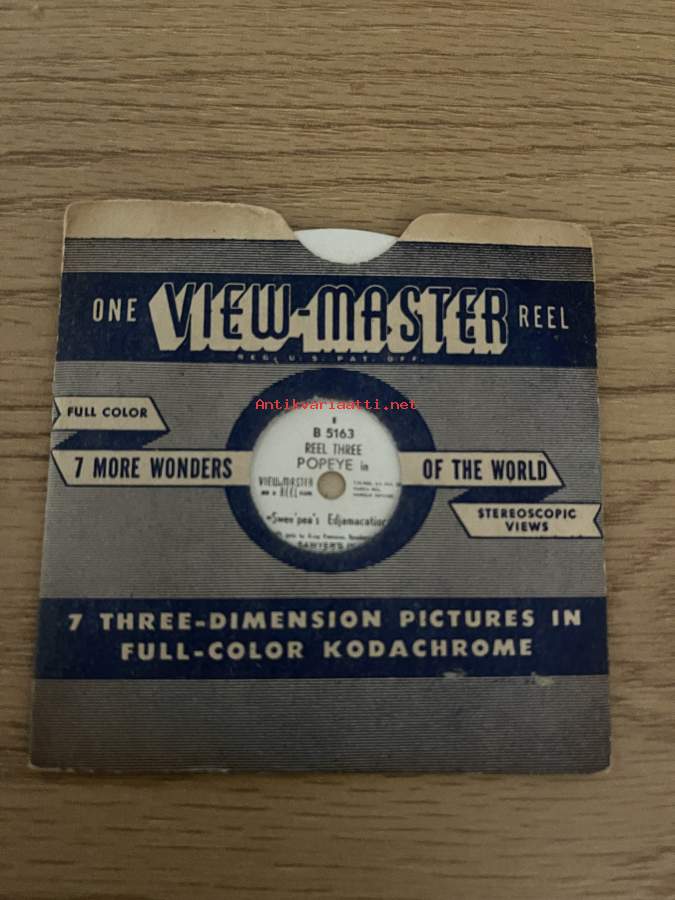 ONE VIEW-MASTER REEL
REG. U.S. PAT. OFF.
Antikvariaatti.net
FULL COLOR
B 5163
REEL THREE
POPEYE in
7 MORE WONDERS OF THE WORLD
VIEW-MASTER
REEL
"Swee'pea's Edjamacation
STEREOSCOPIC
VIEWS
SAWYER'S
7 THREE-DIMENSION PICTURES IN
FULL-COLOR KODACHROME